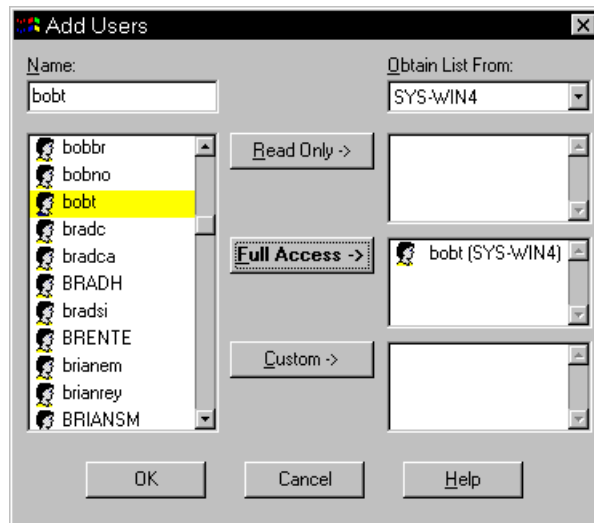 Add Users
Name:
Obtain List From:
bobt
SYS-WIN4
bobbr
bobno
bobt
bradc
bradca
BRADH
bradsi
BRENTE
brianem
brianrey
BRIANSM
Read Only ->
Full Access ->
bobt (SYS-WIN4)
Custom ->
OK
Cancel
Help